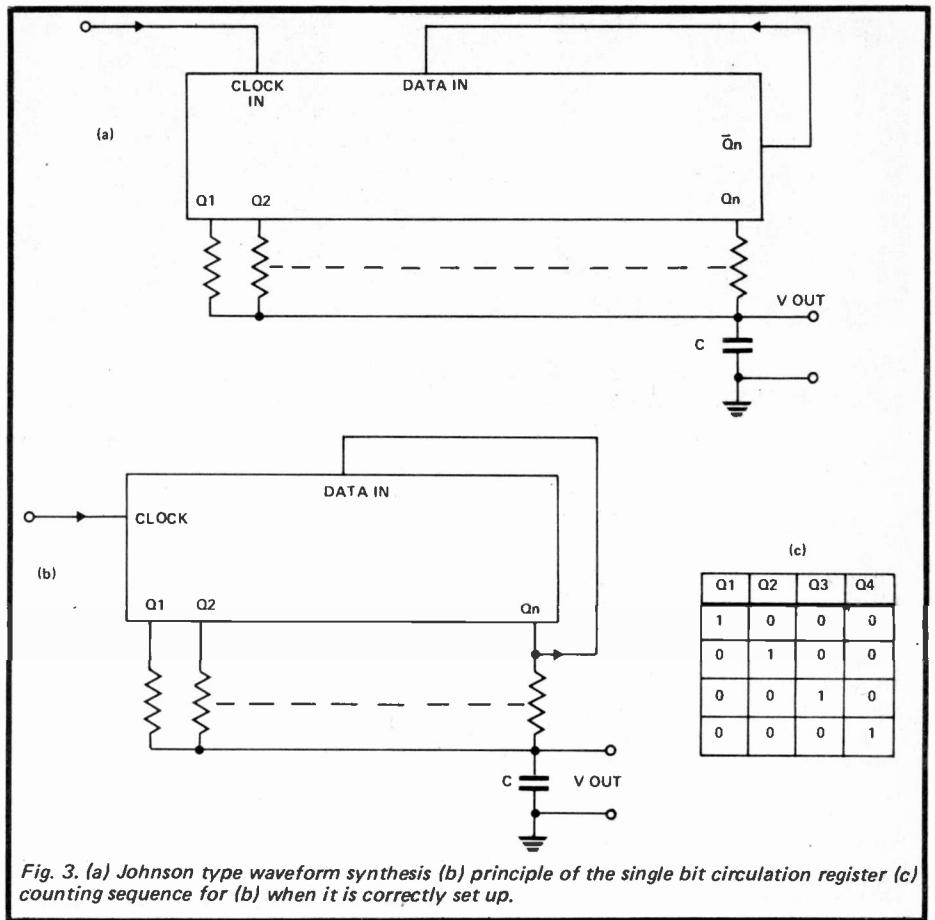 CLOCK
IN
DATA IN
(a)
Q̄n
Q1
Q2
Qn
V OUT
C
DATA IN
CLOCK
(b)
Q1
Q2
Qn
C
V OUT
(c)
Q1 Q2 Q3 Q4
1 0 0 0
0 1 0 0
0 0 1 0
0 0 0 1
Fig. 3. (a) Johnson type waveform synthesis (b) principle of the single bit circulation register (c)
counting sequence for (b) when it is correctly set up.